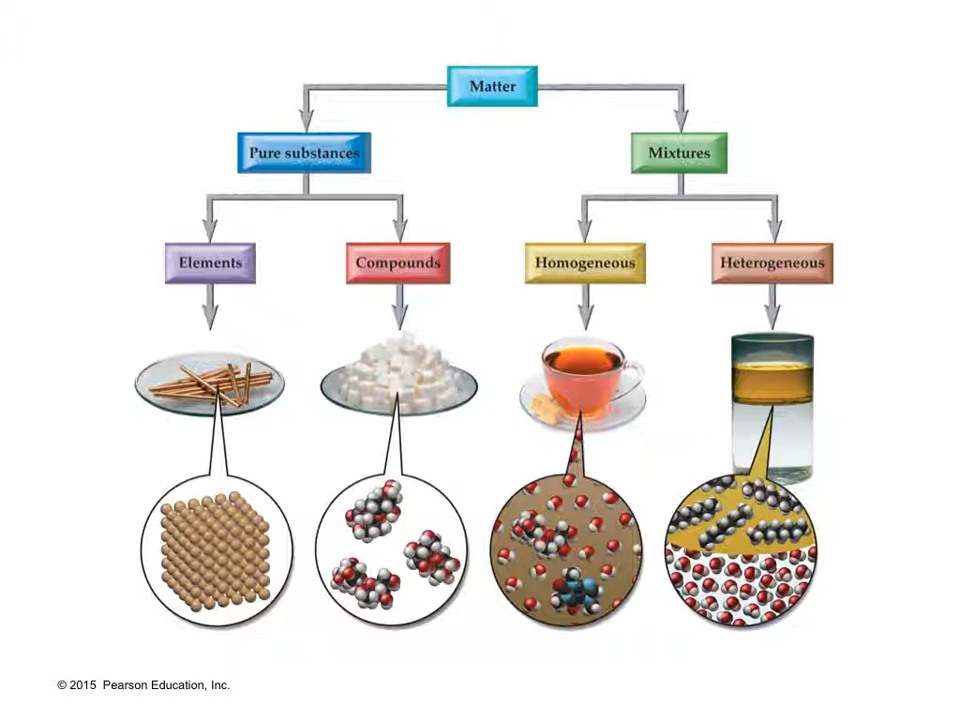 Matter
Pure substances
Mixtures
Elements
Compounds
Homogeneous
Heterogeneous
© 2015 Pearson Education, Inc.